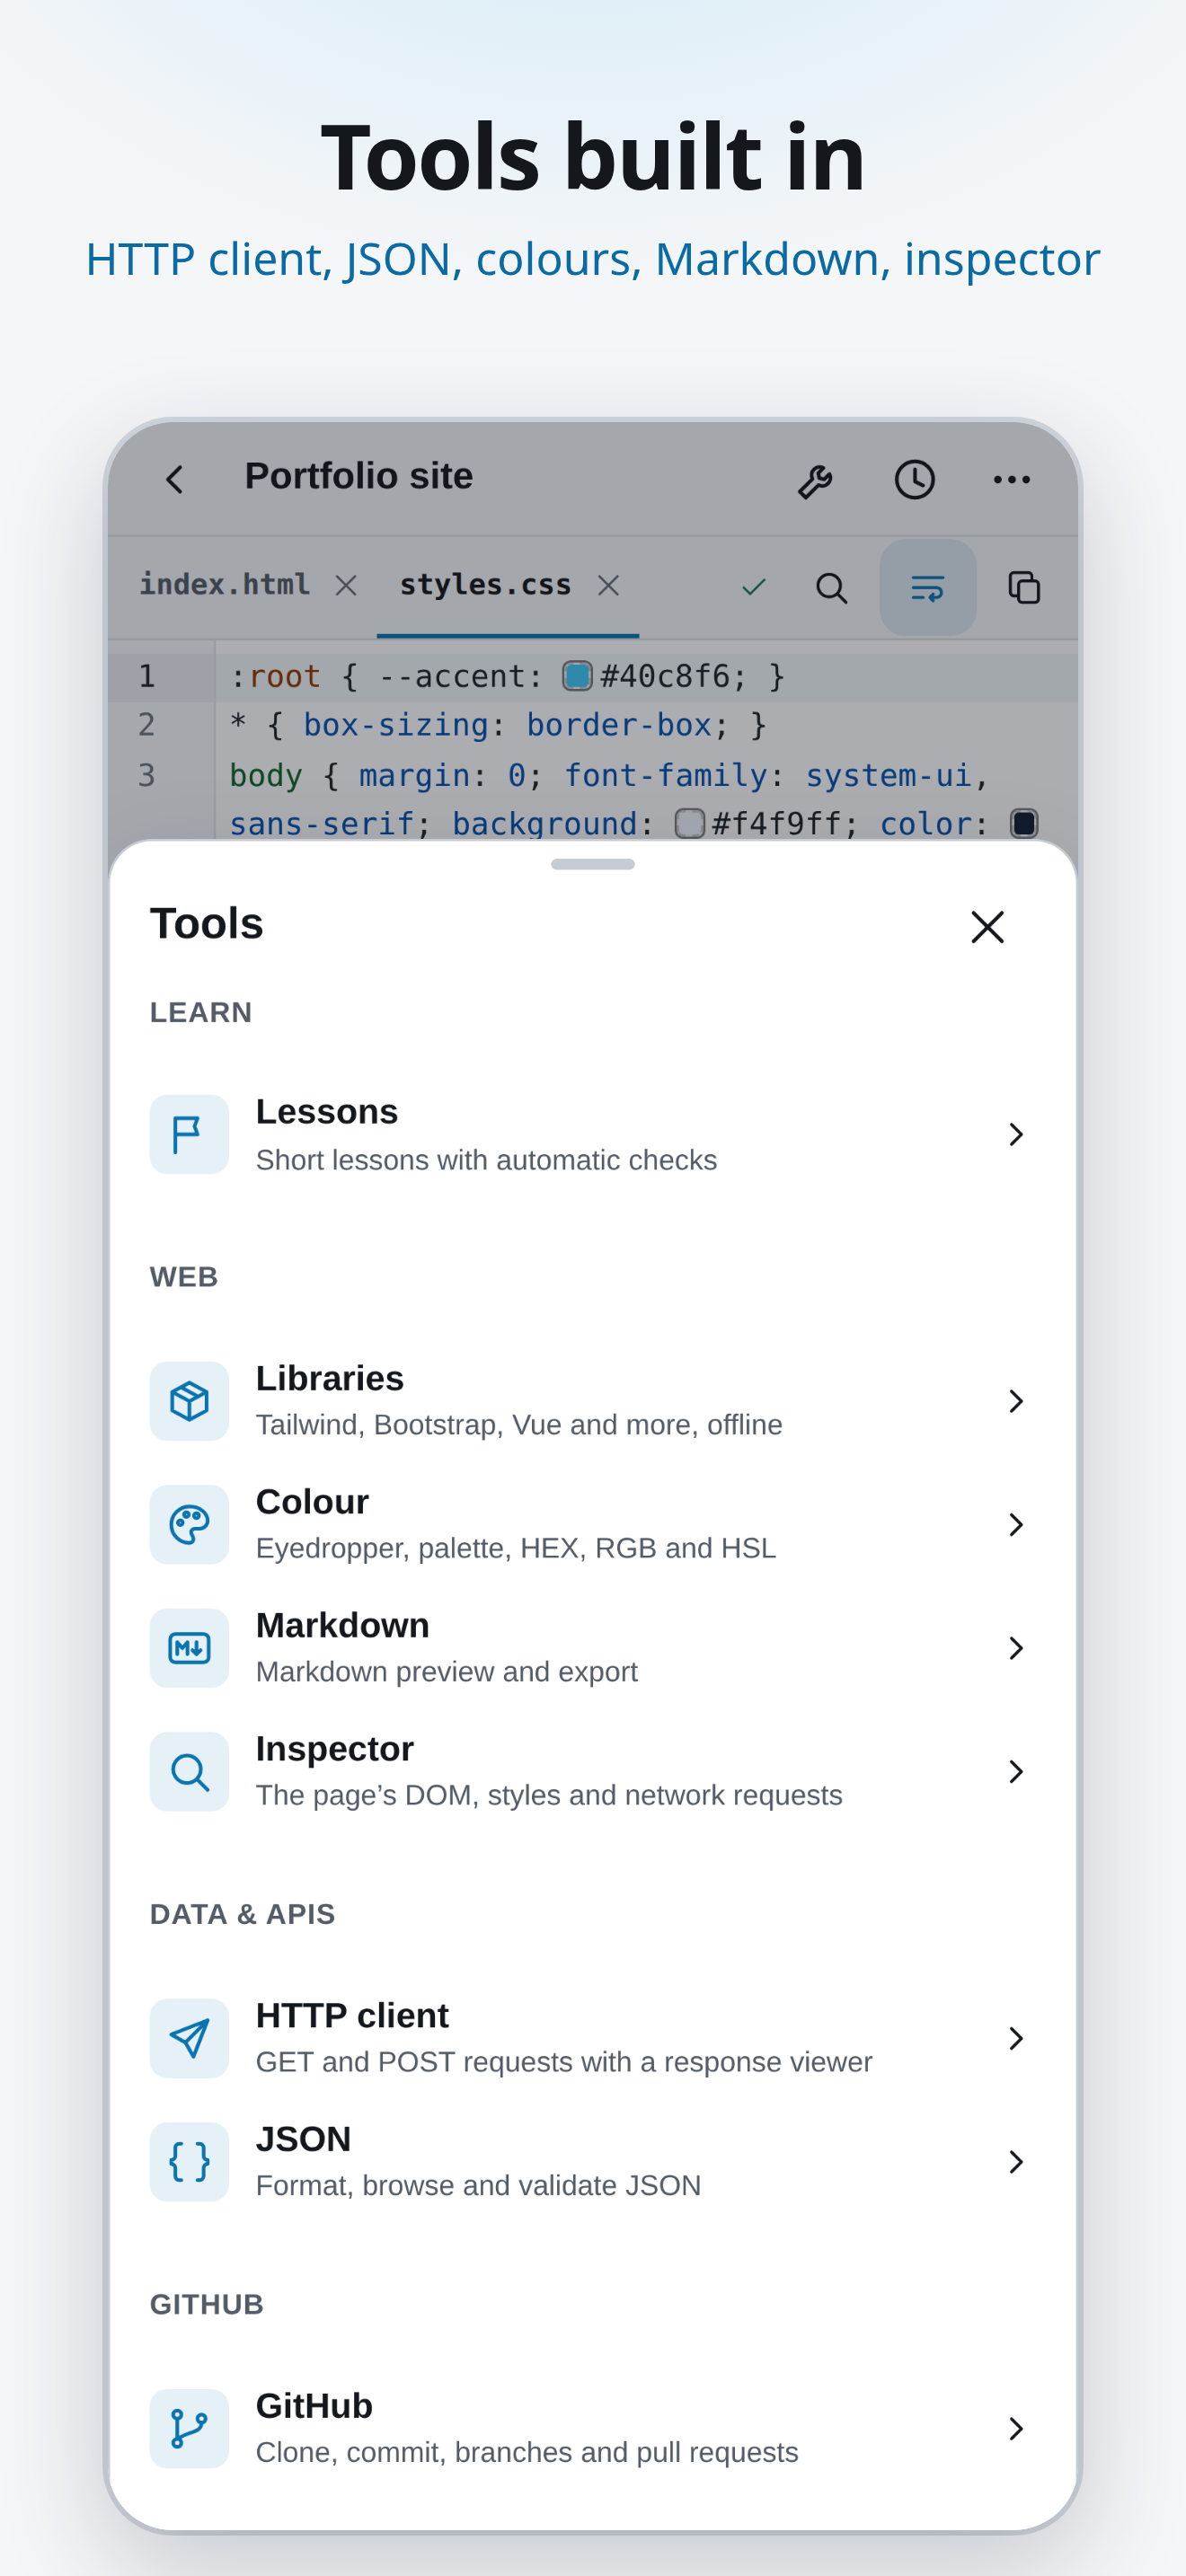 Tools built in
HTTP client, JSON, colours, Markdown, inspector
Portfolio site
index.html styles.css
1 :root { --accent: #40c8f6; }
2 * { box-sizing: border-box; }
3 body { margin: 0; font-family: system-ui,
sans-serif; background: #f4f9ff; color:
Tools
LEARN
Lessons
Short lessons with automatic checks
WEB
Libraries
Tailwind, Bootstrap, Vue and more, offline
Colour
Eyedropper, palette, HEX, RGB and HSL
Markdown
Markdown preview and export
Inspector
The page’s DOM, styles and network requests
DATA & APIS
HTTP client
GET and POST requests with a response viewer
JSON
Format, browse and validate JSON
GITHUB
GitHub
Clone, commit, branches and pull requests